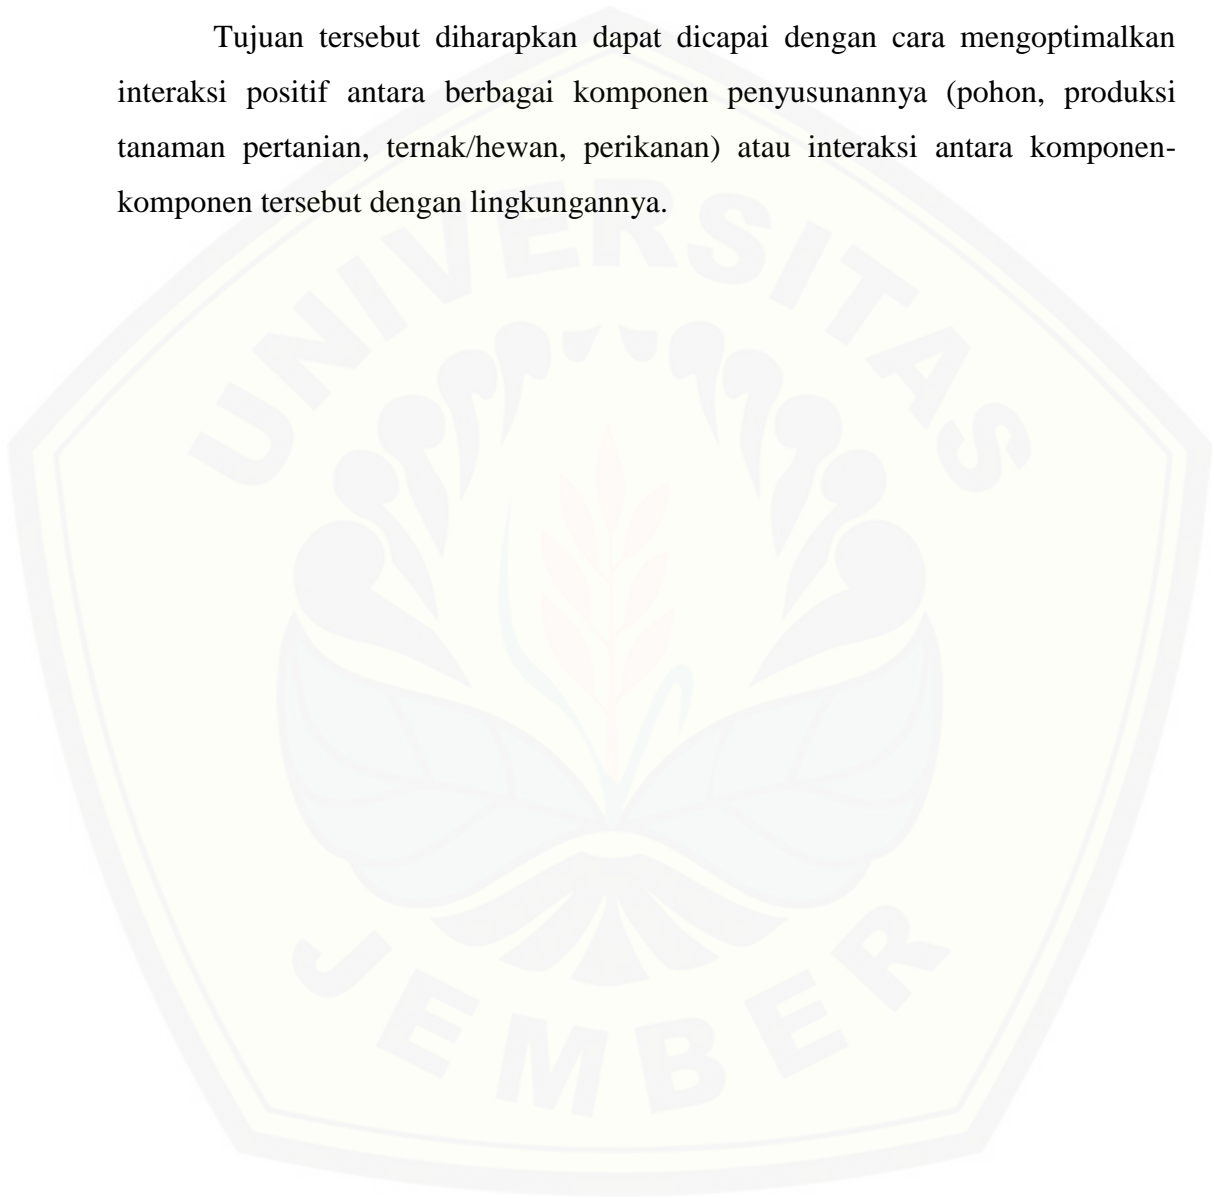 Tujuan tersebut diharapkan dapat dicapai dengan cara mengoptimalkan
interaksi positif antara berbagai komponen penyusunannya (pohon, produksi
tanaman pertanian, ternak/hewan, perikanan) atau interaksi antara komponen-
komponen tersebut dengan lingkungannya.
UNIVERSITAS
JEMBER